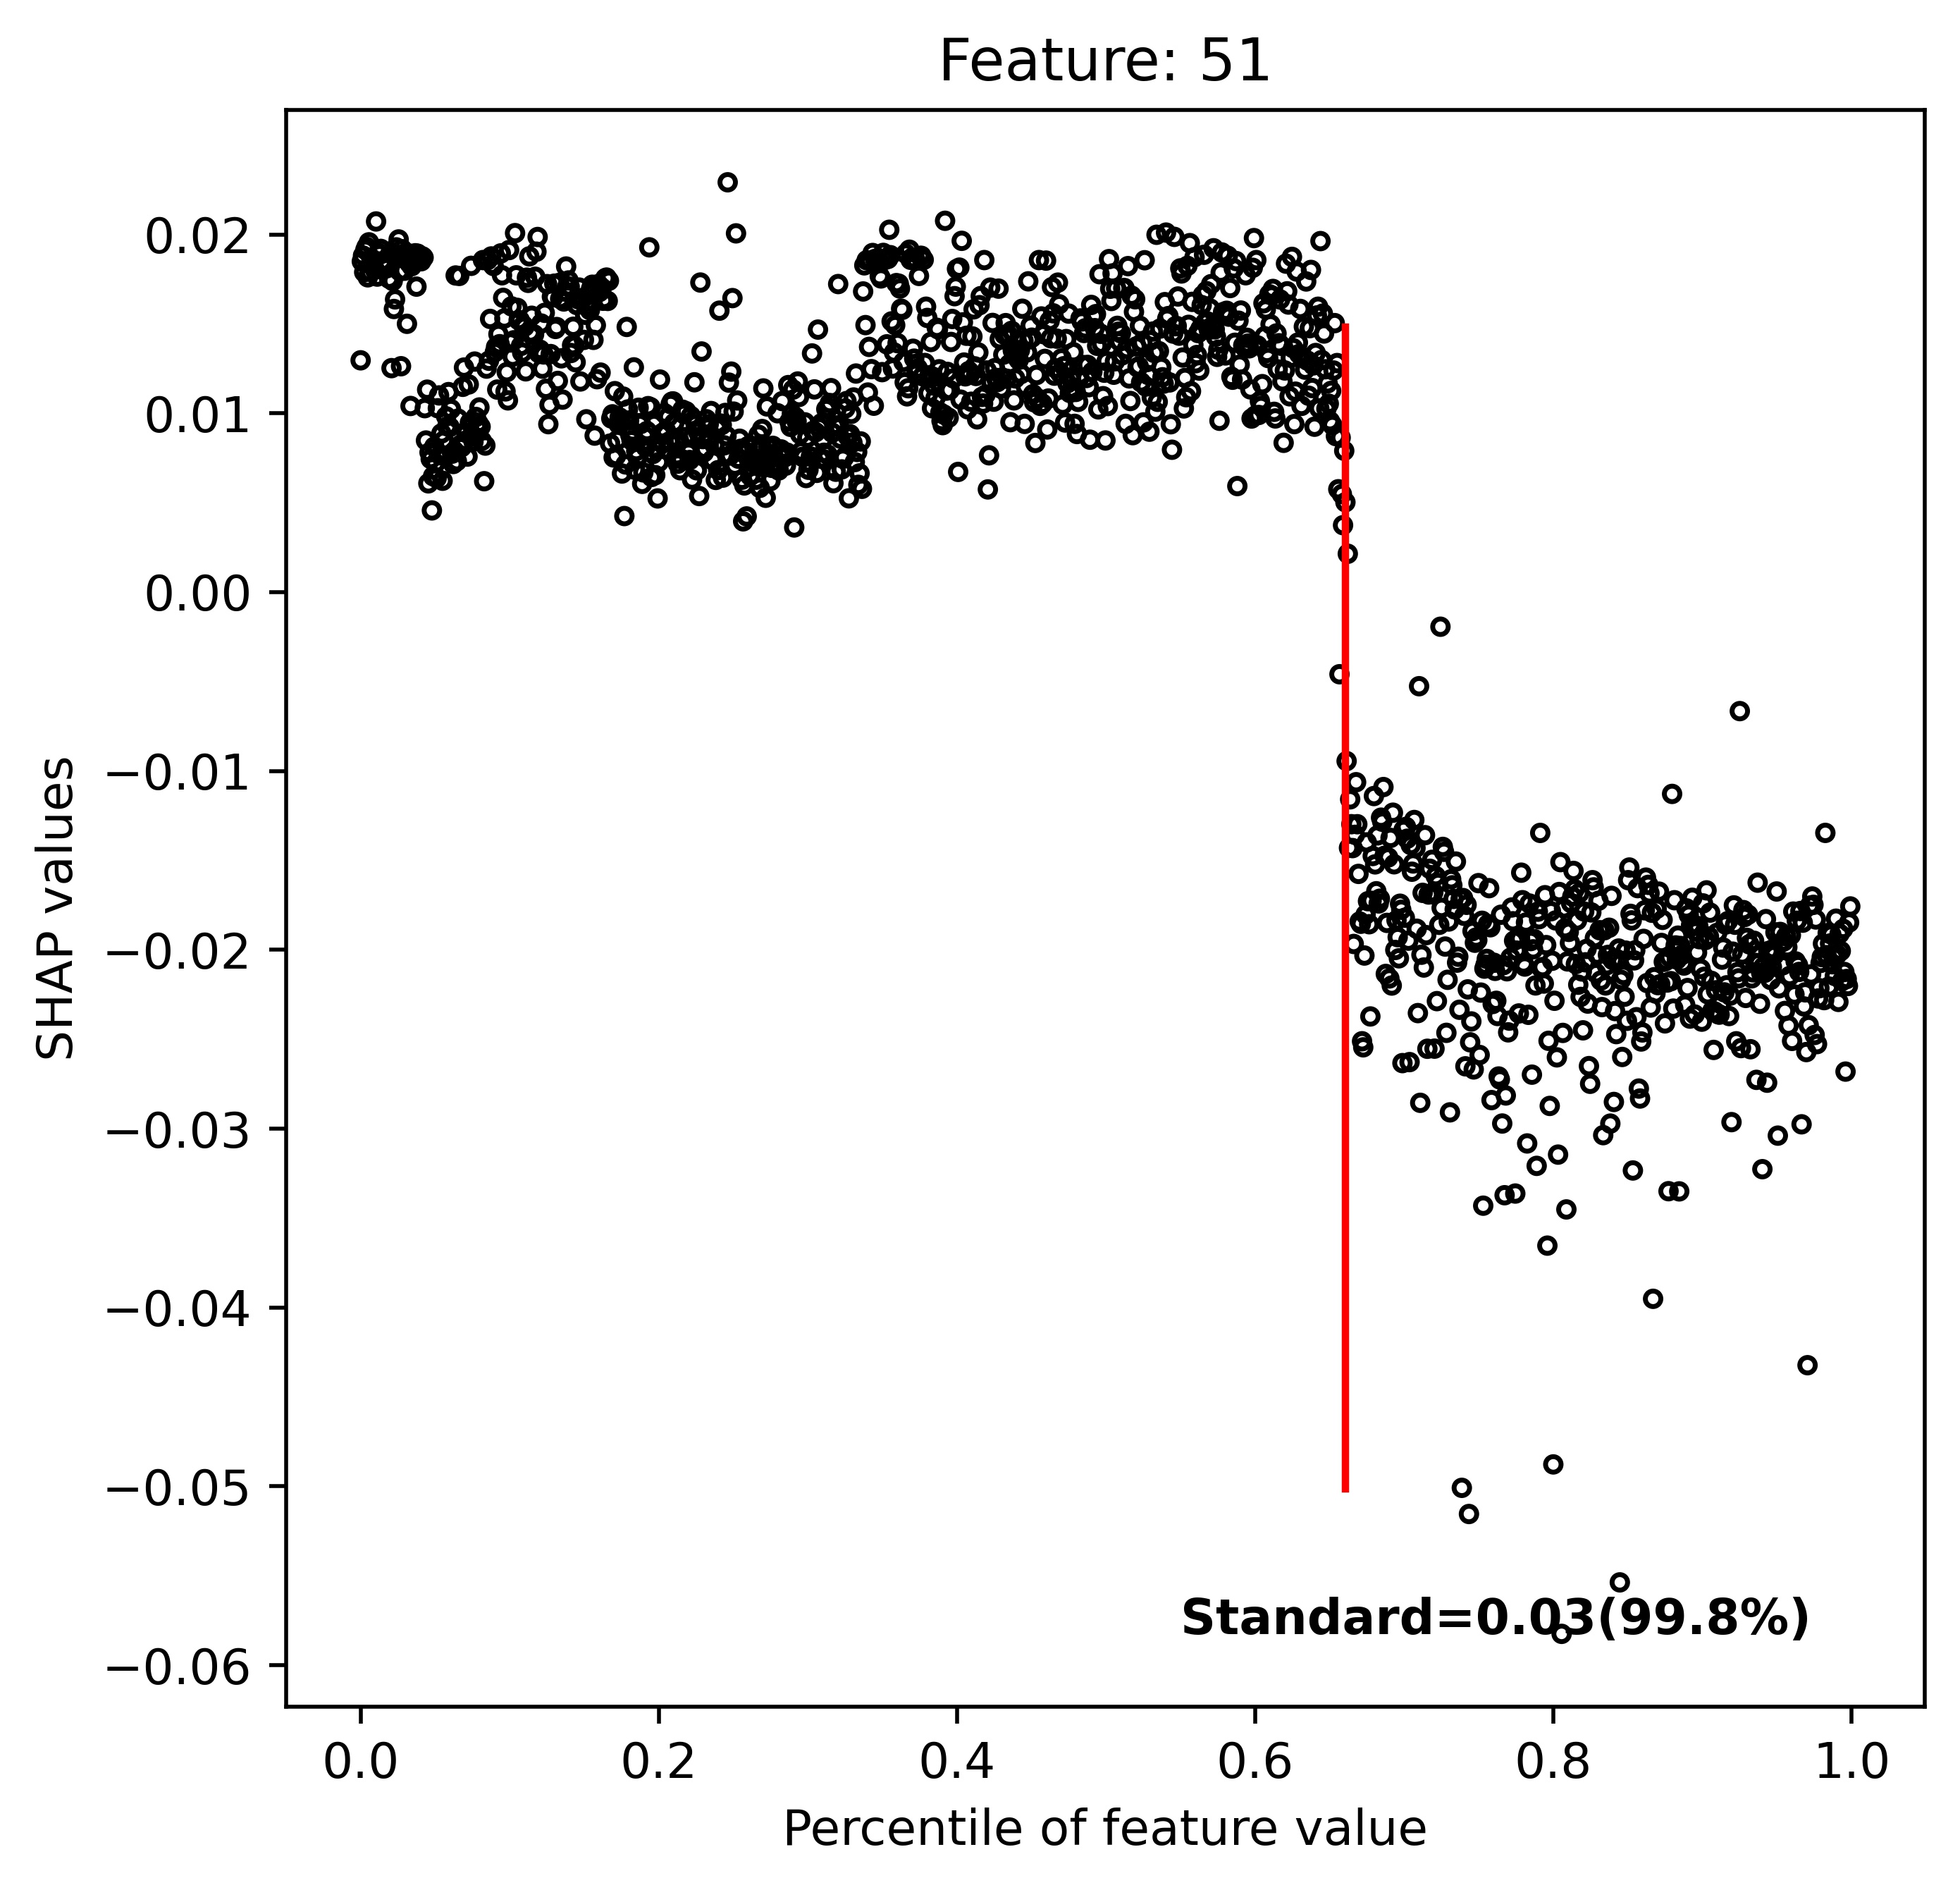 Feature: 51
0.02
0.01
0.00
−0.01
−0.02
−0.03
−0.04
−0.05
−0.06
SHAP values
Standard=0.03(99.8%)
0.0 0.2 0.4 0.6 0.8 1.0
Percentile of feature value